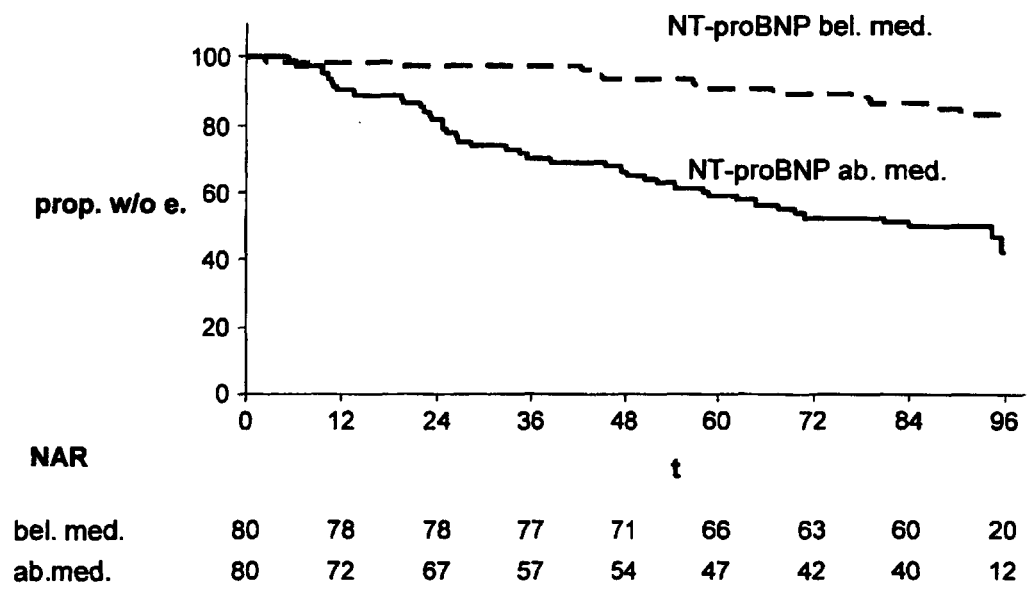 NT-proBNP bel. med.
100
80
NT-proBNP ab. med.
prop. w/o e.
60
40
20
0
0 12 24 36 48 60 72 84 96
NAR
t
bel. med. 80 78 78 77 71 66 63 60 20
ab.med. 80 72 67 57 54 47 42 40 12